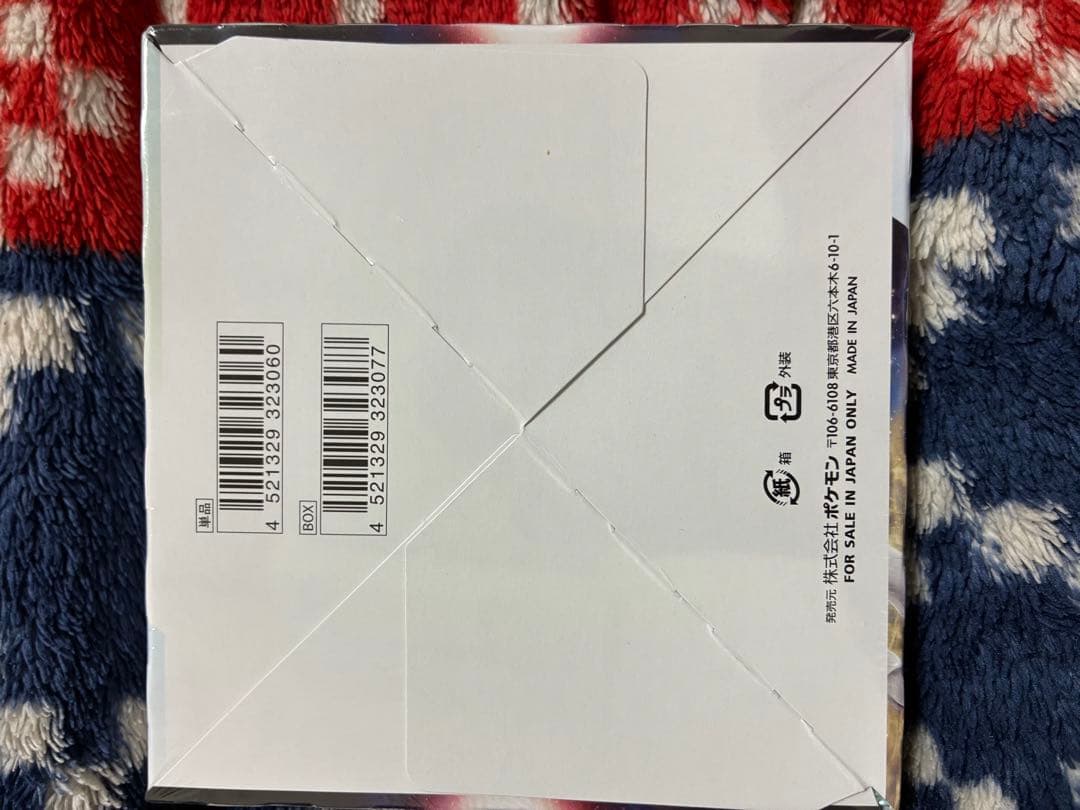 単品
4 521329 323060
BOX
4 521329 323077
紙 箱
プラ 外装
発売元 株式会社ポケモン 〒106-6108 東京都港区六本木6-10-1
FOR SALE IN JAPAN ONLY MADE IN JAPAN